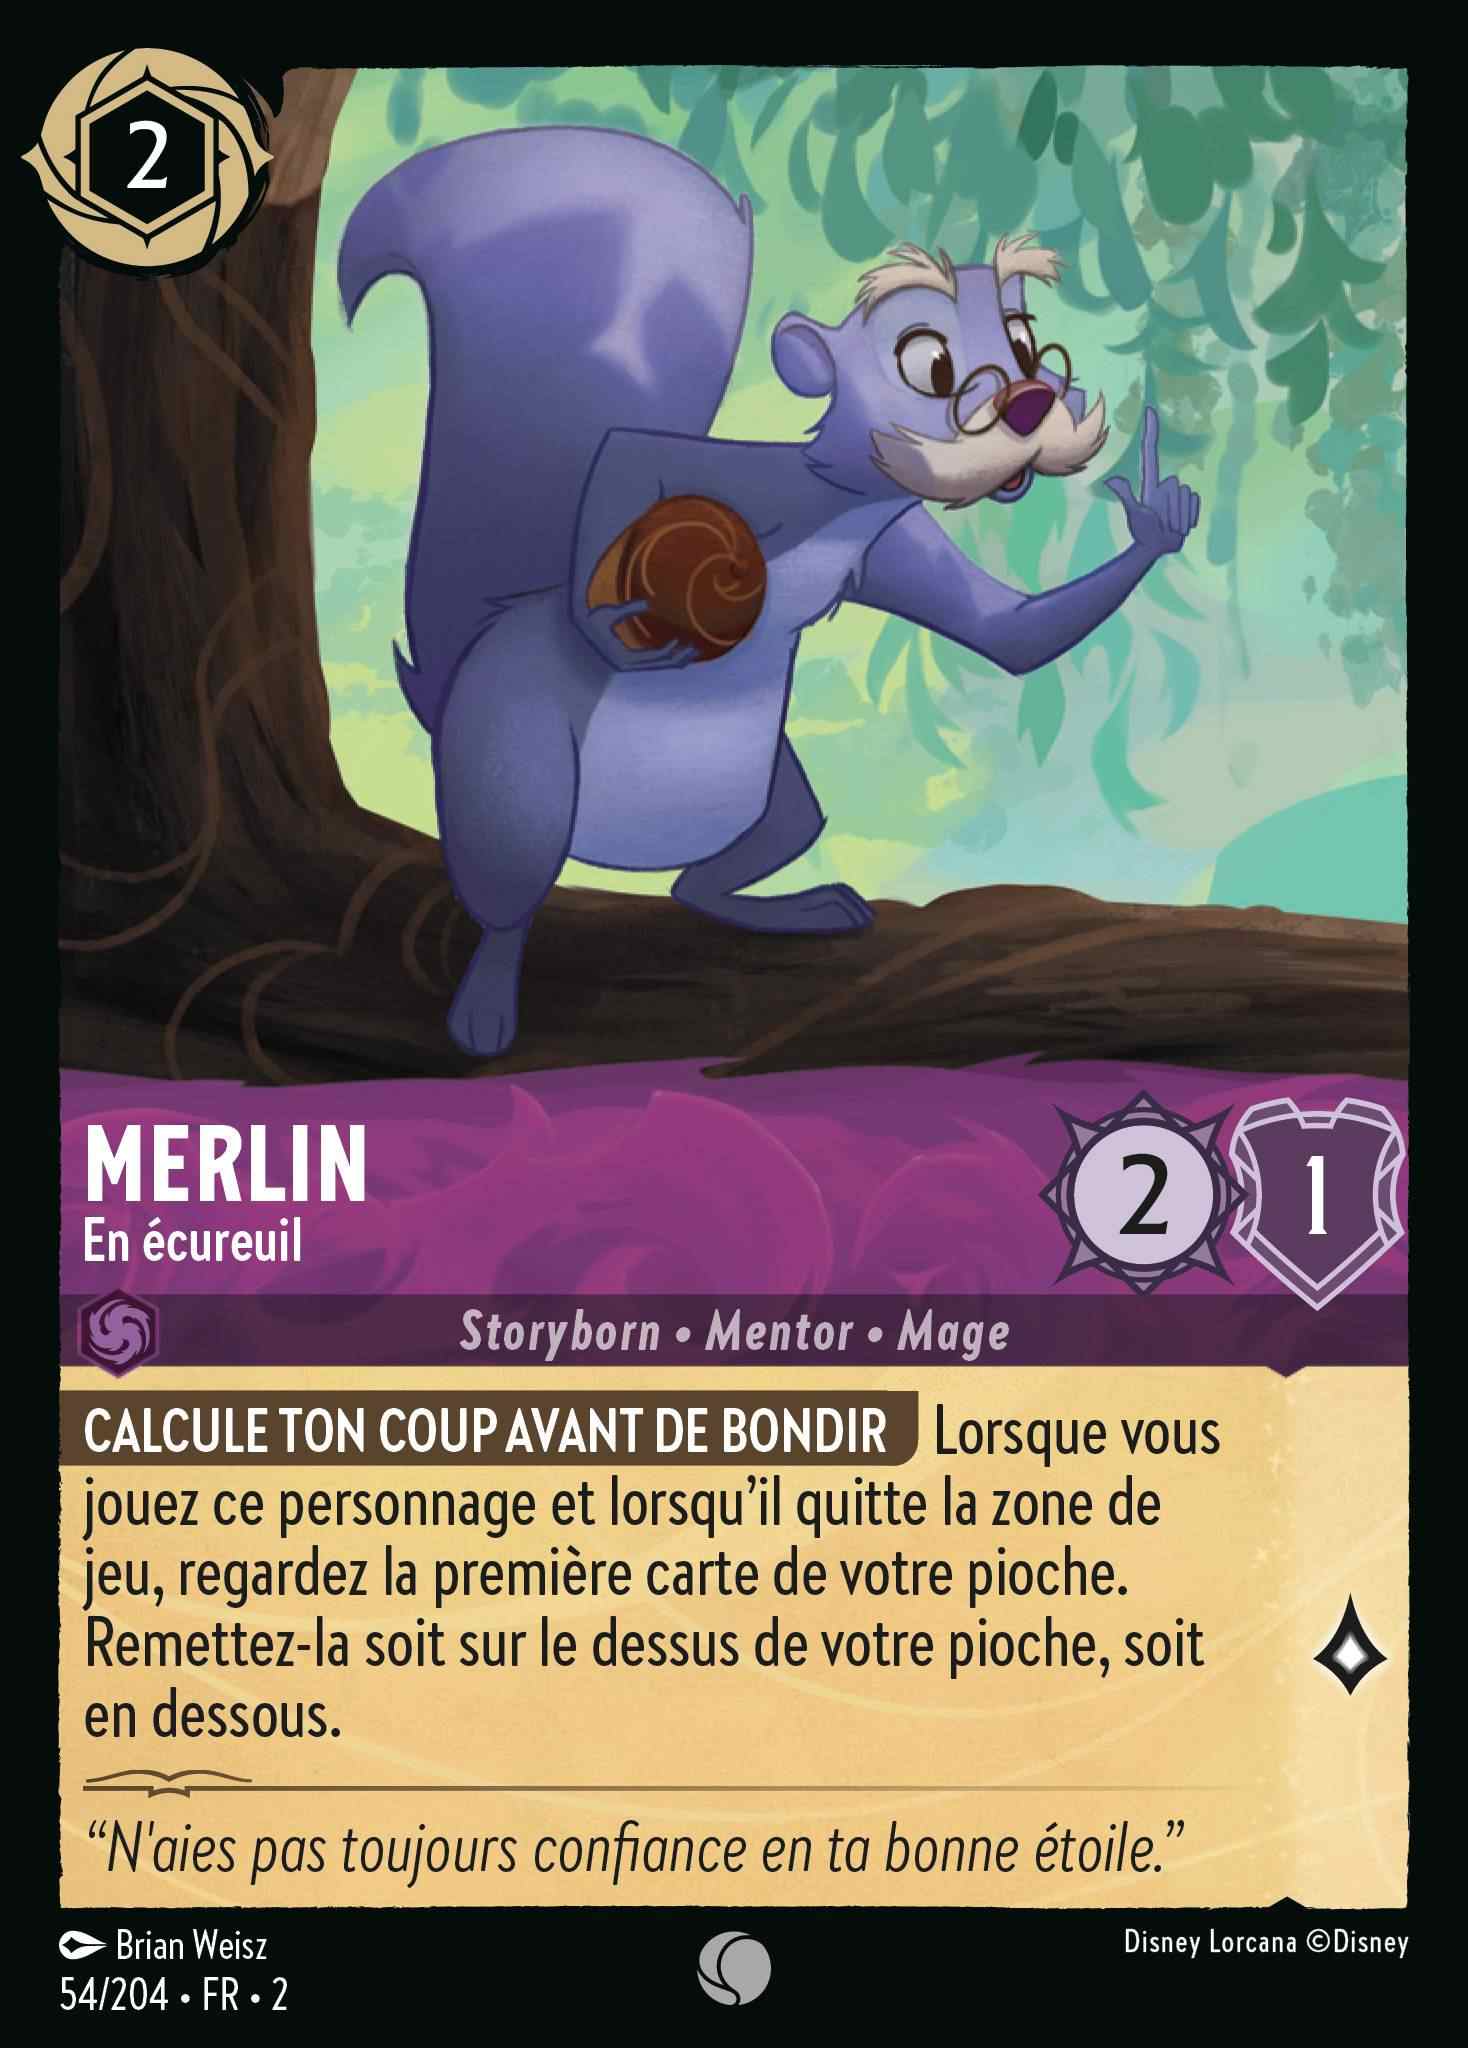 2
MERLIN
En écureuil
2
1
Storyborn • Mentor • Mage
CALCULE TON COUP AVANT DE BONDIR Lorsque vous
jouez ce personnage et lorsqu’il quitte la zone de
jeu, regardez la première carte de votre pioche.
Remettez-la soit sur le dessus de votre pioche, soit
en dessous.
“N'aies pas toujours confiance en ta bonne étoile.”
Brian Weisz
Disney Lorcana ©Disney
54/204 • FR • 2